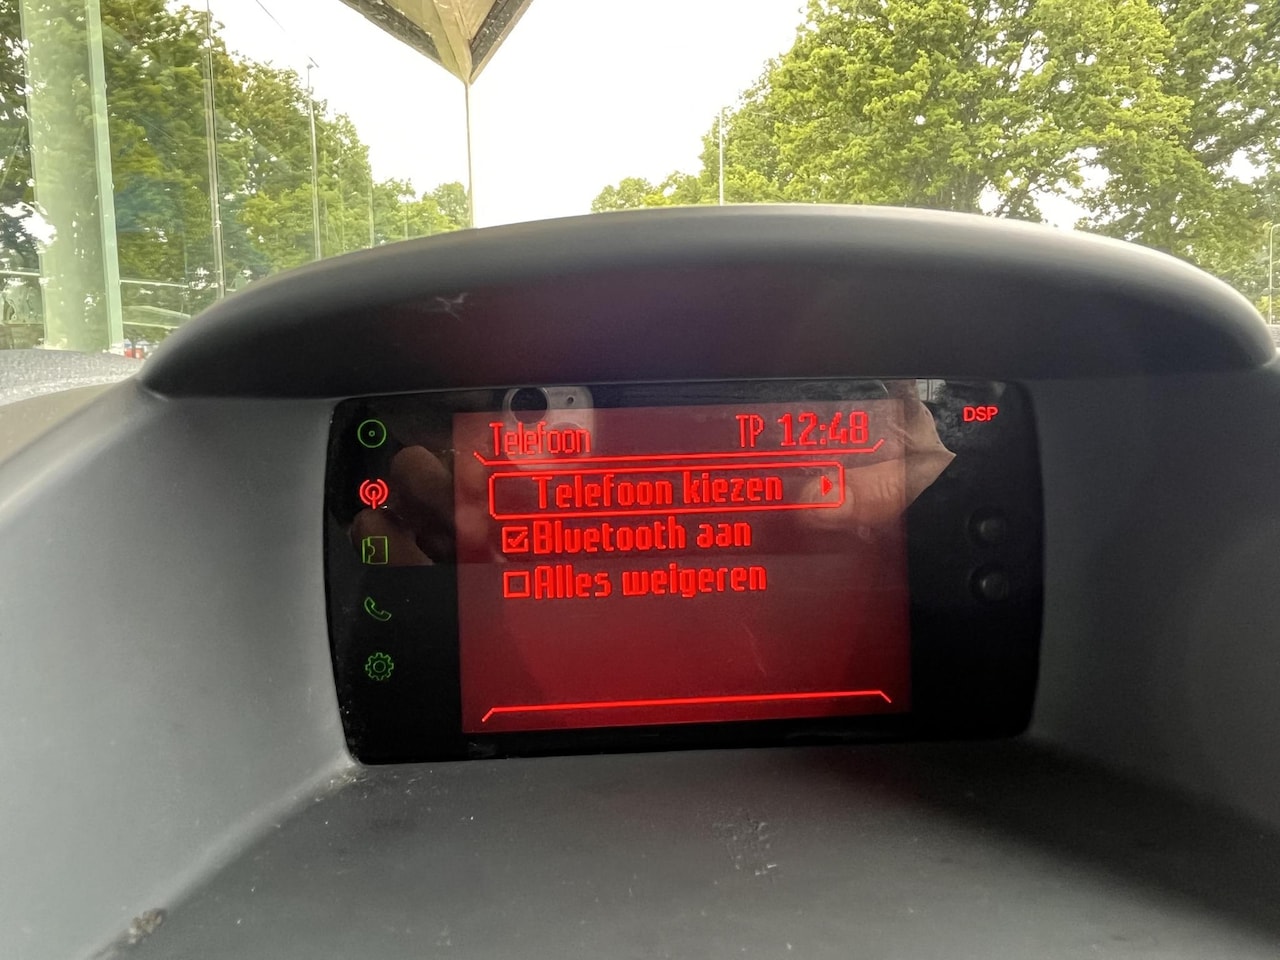 Telefoon TP 12:48 DSP
Telefoon kiezen
Bluetooth aan
Alles weigeren